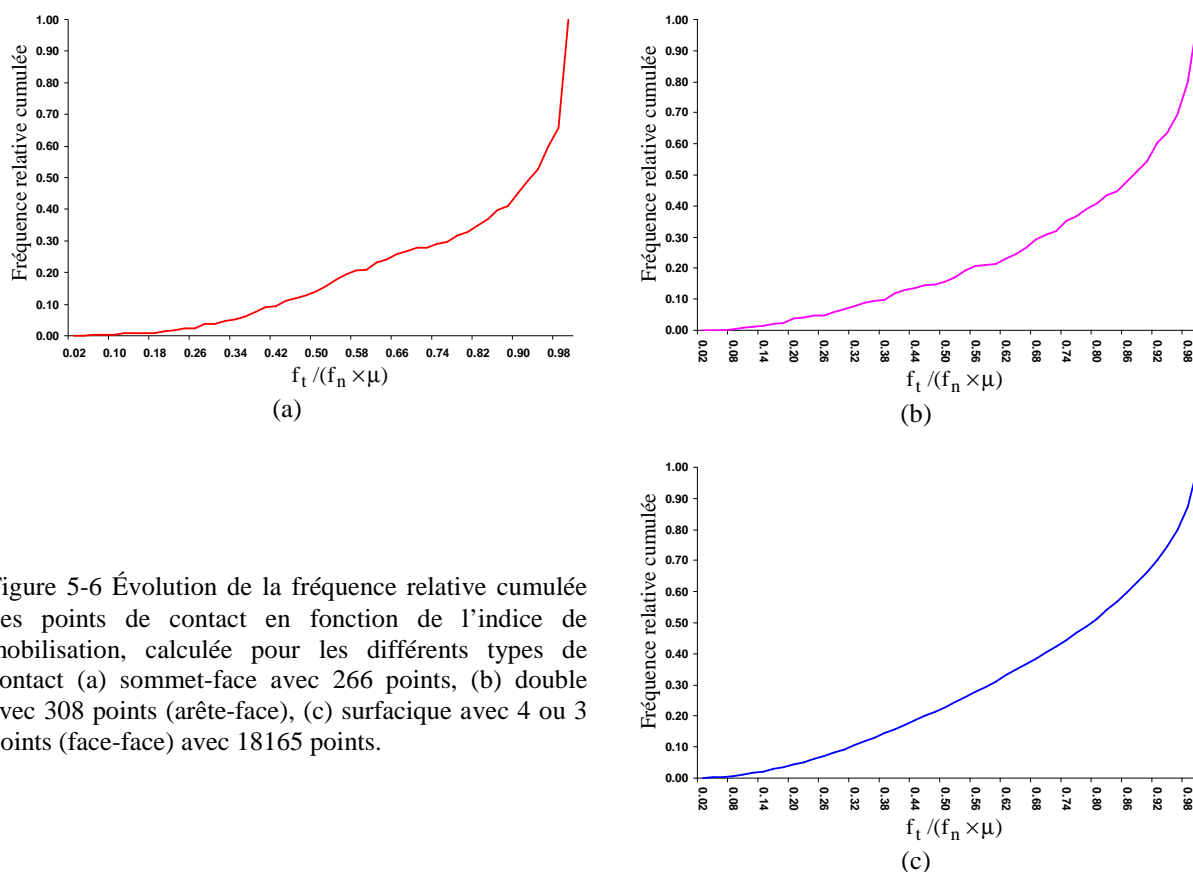 1.00
0.90
0.80
0.70
0.60
0.50
0.40
0.30
0.20
0.10
0.00
Fréquence relative cumulée
0.02 0.10 0.18 0.26 0.34 0.42 0.50 0.58 0.66 0.74 0.82 0.90 0.98
f_t /(f_n ×μ)
(a)
1.00
0.90
0.80
0.70
0.60
0.50
0.40
0.30
0.20
0.10
0.00
Fréquence relative cumulée
0.02 0.08 0.14 0.20 0.26 0.32 0.38 0.44 0.50 0.56 0.62 0.68 0.74 0.80 0.86 0.92 0.98
f_t /(f_n ×μ)
(b)
igure 5-6 Évolution de la fréquence relative cumulée
es points de contact en fonction de l’indice de
mobilisation, calculée pour les différents types de
ontact (a) sommet-face avec 266 points, (b) double
vec 308 points (arête-face), (c) surfacique avec 4 ou 3
oints (face-face) avec 18165 points.
1.00
0.90
0.80
0.70
0.60
0.50
0.40
0.30
0.20
0.10
0.00
Fréquence relative cumulée
0.02 0.08 0.14 0.20 0.26 0.32 0.38 0.44 0.50 0.56 0.62 0.68 0.74 0.80 0.86 0.92 0.98
f_t /(f_n ×μ)
(c)